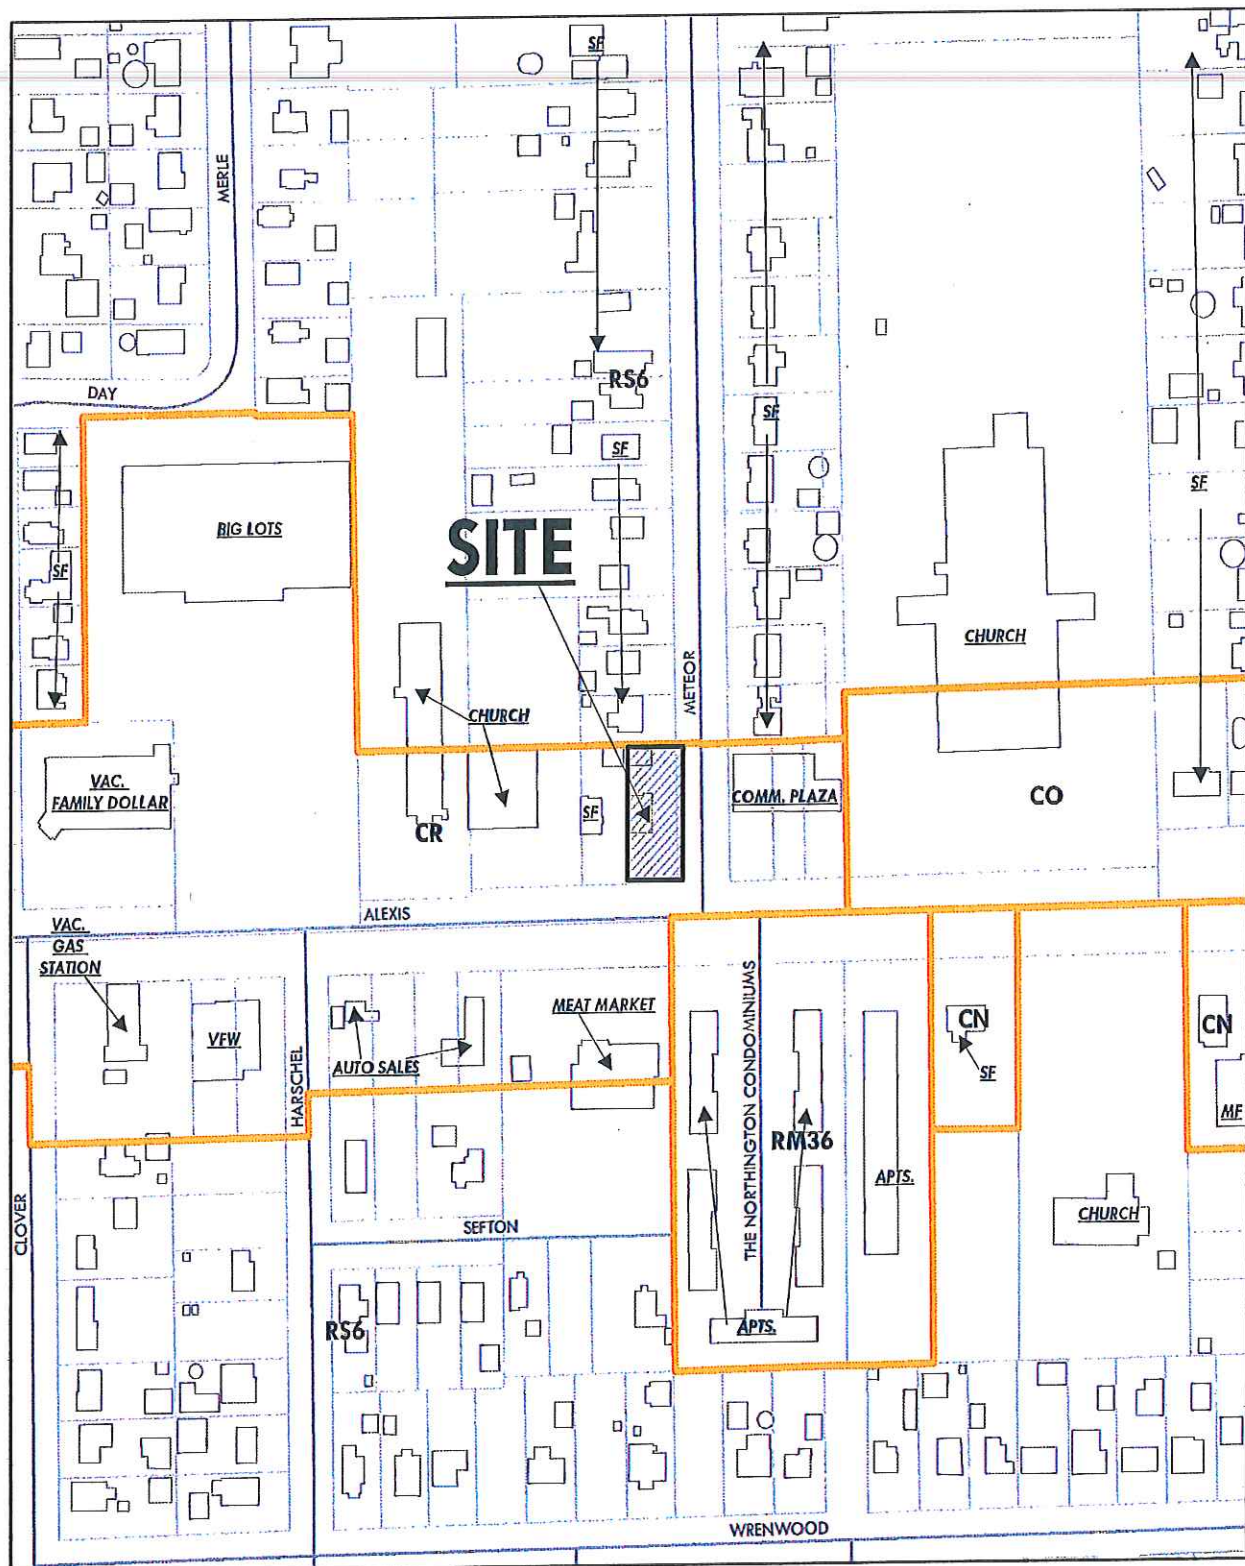 SF
MERLE
DAY
RS6
SF
SF
SF
BIG LOTS
SITE
SF
CHURCH
METEOR
CHURCH
VAC.
FAMILY DOLLAR
SF
COMM. PLAZA
CO
CR
ALEXIS
VAC.
GAS
STATION
VFW
HARSCHEL
AUTO SALES
MEAT MARKET
THE NORTHINGTON CONDOMINIUMS
CN
SF
CN
MF
RM36
APTS.
CLOVER
SEFTON
CHURCH
RS6
APTS.
WRENWOOD